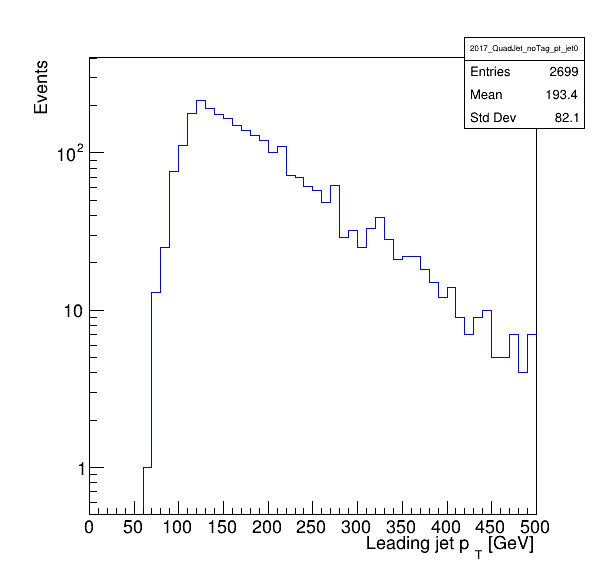 2017_QuadJet_noTag_pt_jet0
Entries 2699
Mean 193.4
Std Dev 82.1
Events
10²
10
1
0 50 100 150 200 250 300 350 400 450 500
Leading jet p_T [GeV]